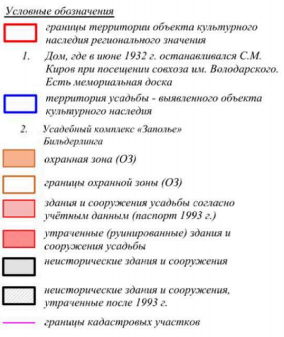 Условные обозначения
границы территории объекта культурного
наследия регионального значения
1. Дом, где в июне 1932 г. останавливался С.М.
Киров при посещении совхоза им. Володарского.
Есть мемориальная доска
территория усадьбы - выявленного объекта
культурного наследия
2. Усадебный комплекс «Заполье»
Бильдерлинга
охранная зона (ОЗ)
границы охранной зоны (ОЗ)
здания и сооружения усадьбы согласно
учётным данным (паспорт 1993 г.)
утраченные (руинированные) здания и
сооружения усадьбы
неисторические здания и сооружения
неисторические здания и сооружения,
утраченные после 1993 г.
границы кадастровых участков